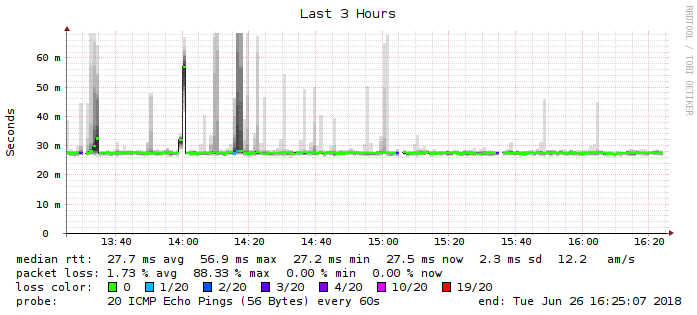 Last 3 Hours
RRDTOOL / TOBI OETIKER
Seconds
60 m
50 m
40 m
30 m
20 m
10 m
0
13:40 14:00 14:20 14:40 15:00 15:20 15:40 16:00 16:20
median rtt: 27.7 ms avg 56.9 ms max 27.2 ms min 27.5 ms now 2.3 ms sd 12.2 am/s
packet loss: 1.73 % avg 88.33 % max 0.00 % min 0.00 % now
loss color: 0 1/20 2/20 3/20 4/20 10/20 19/20
probe: 20 ICMP Echo Pings (56 Bytes) every 60s end: Tue Jun 26 16:25:07 2018